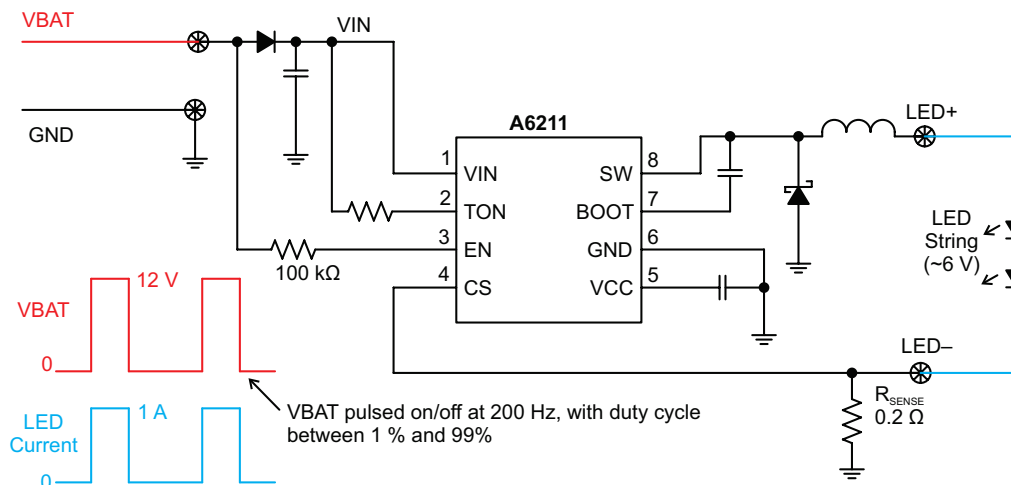 VBAT
VIN
GND
A6211
LED+
1
VIN
SW
8
2
TON
BOOT
7
3
EN
GND
6
4
CS
VCC
5
100 kΩ
LED
String
(~6 V)
12 V
VBAT
0
LED–
R_SENSE
0.2 Ω
1 A
LED
Current
0
VBAT pulsed on/off at 200 Hz, with duty cycle
between 1 % and 99%